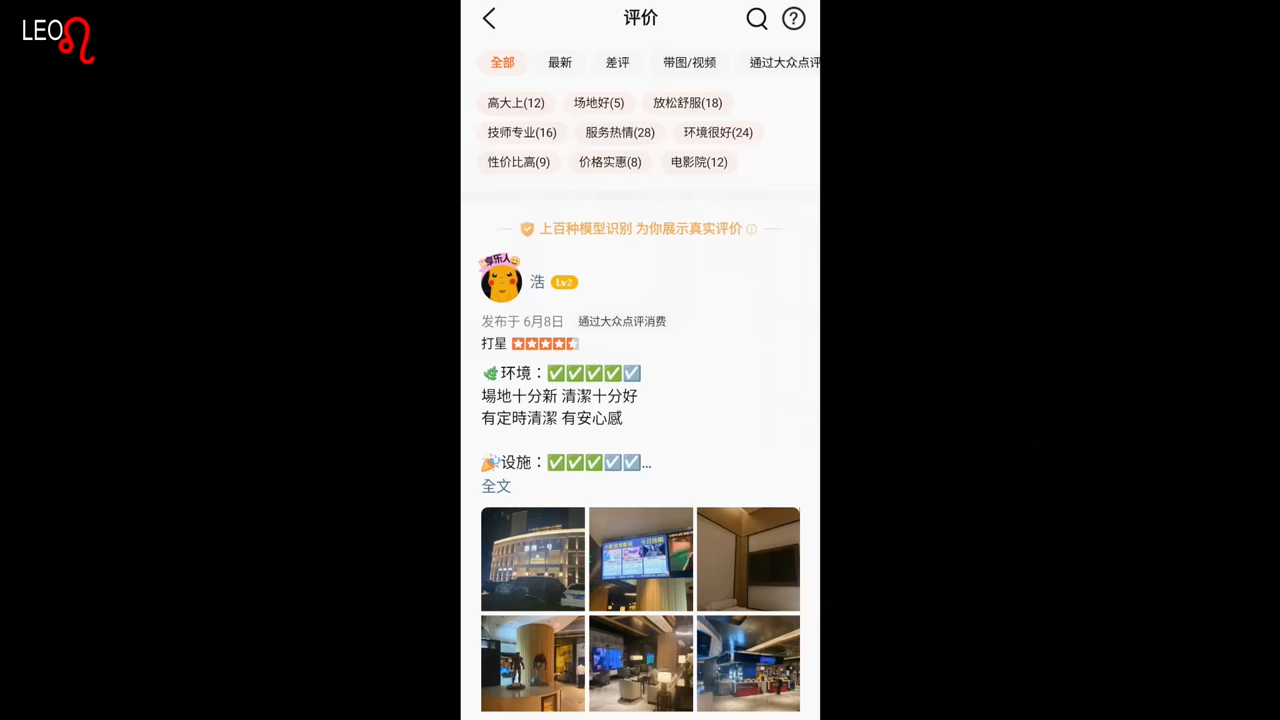 LEO
评价
全部 最新 差评 带图/视频 通过大众点评
高大上(12) 场地好(5) 放松舒服(18)
技师专业(16) 服务热情(28) 环境很好(24)
性价比高(9) 价格实惠(8) 电影院(12)
上百种模型识别 为你展示真实评价
享乐人
浩 Lv2
发布于 6月8日 通过大众点评消费
打星
环境：
場地十分新 清潔十分好
有定時清潔 有安心感
设施：...
全文